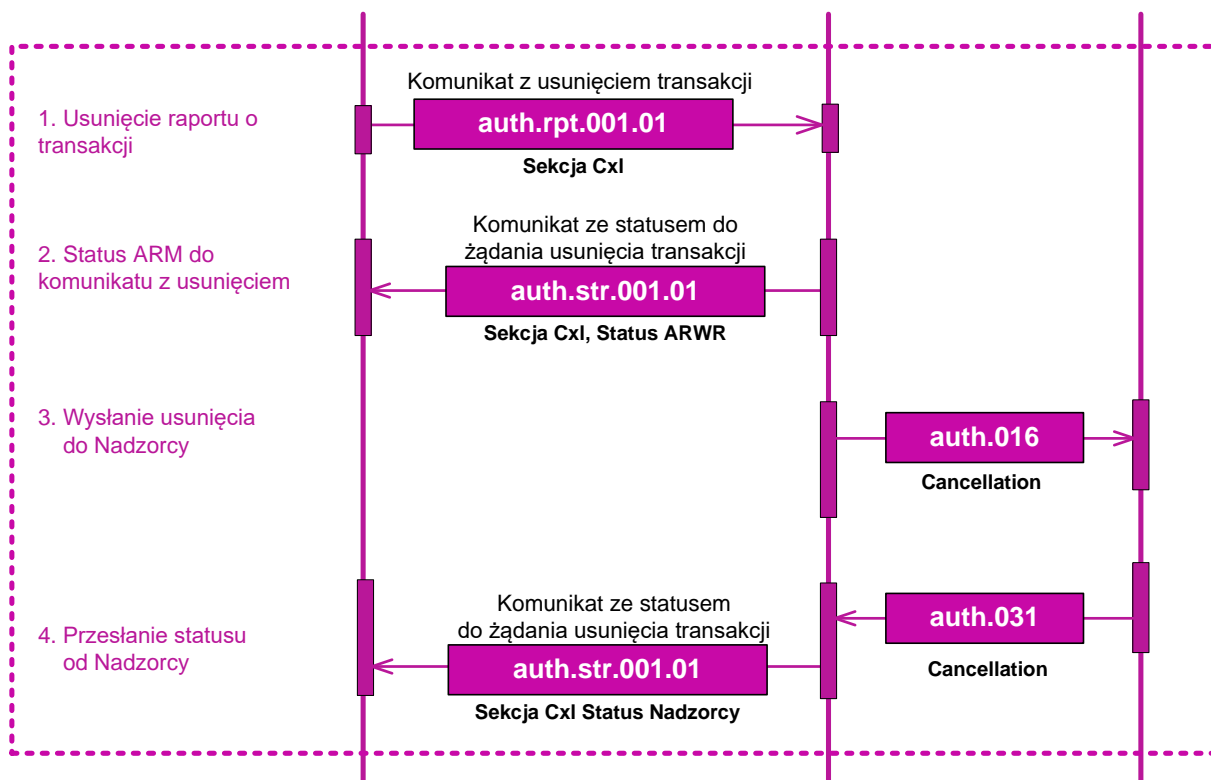 Komunikat z usunięciem transakcji
1. Usunięcie raportu o
transakcji
auth.rpt.001.01
Sekcja Cxl
Komunikat ze statusem do
żądania usunięcia transakcji
2. Status ARM do
komunikatu z usunięciem
auth.str.001.01
Sekcja Cxl, Status ARWR
3. Wysłanie usunięcia
do Nadzorcy
auth.016
Cancellation
Komunikat ze statusem
do żądania usunięcia transakcji
auth.031
4. Przesłanie statusu
od Nadzorcy
auth.str.001.01
Cancellation
Sekcja Cxl Status Nadzorcy